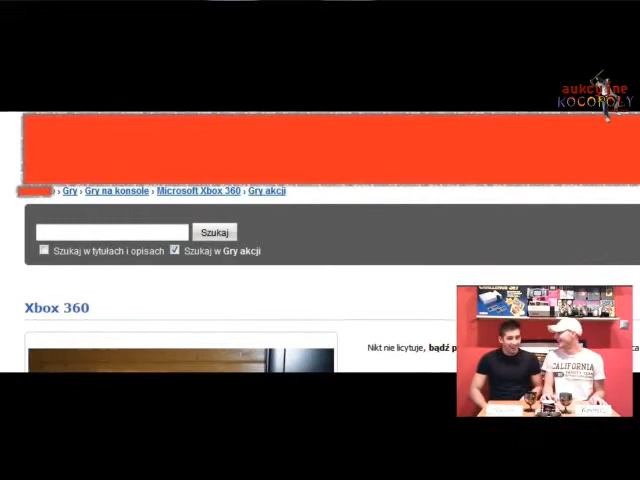 aukcyjne
KOCOPOŁY
› Gry › Gry na konsole › Microsoft Xbox 360 › Gry akcji
Szukaj
Szukaj w tytułach i opisach Szukaj w Gry akcji
Xbox 360
Nikt nie licytuje, bądź p
CALIFORNIA